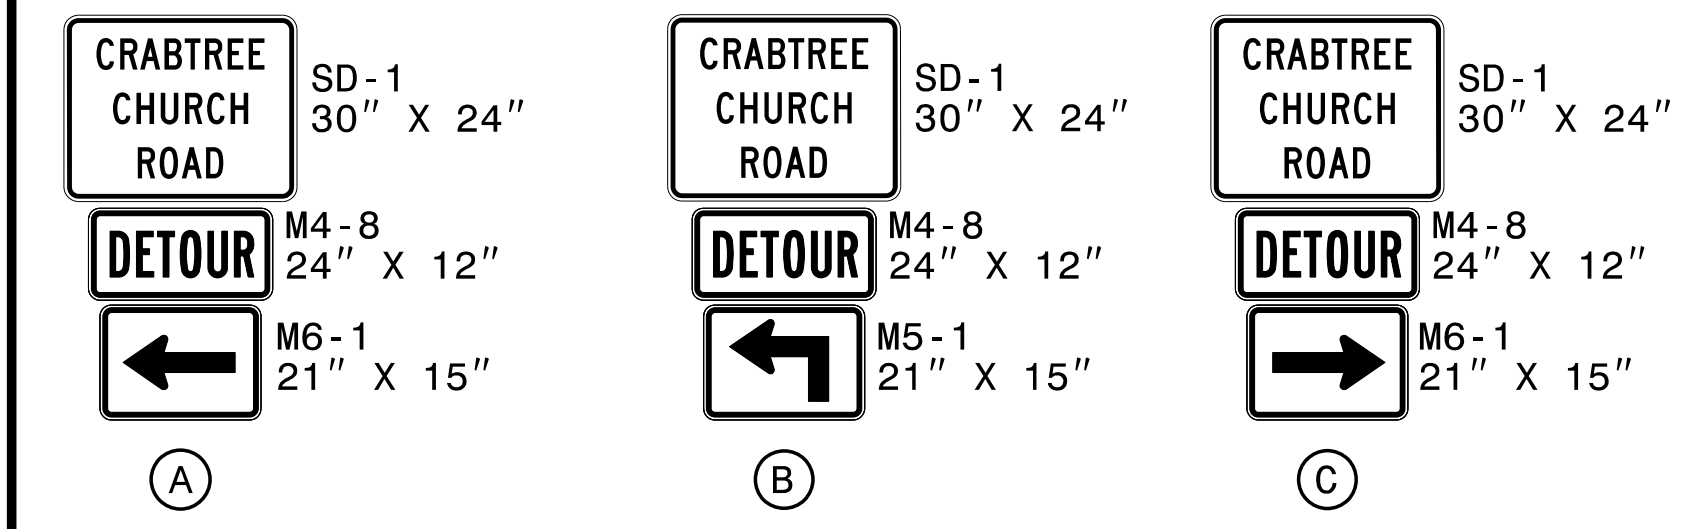 CRABTREE
CHURCH
ROAD
SD-1
30" X 24"
DETOUR
M4-8
24" X 12"
M6-1
21" X 15"
A
CRABTREE
CHURCH
ROAD
SD-1
30" X 24"
DETOUR
M4-8
24" X 12"
M5-1
21" X 15"
B
CRABTREE
CHURCH
ROAD
SD-1
30" X 24"
DETOUR
M4-8
24" X 12"
M6-1
21" X 15"
C